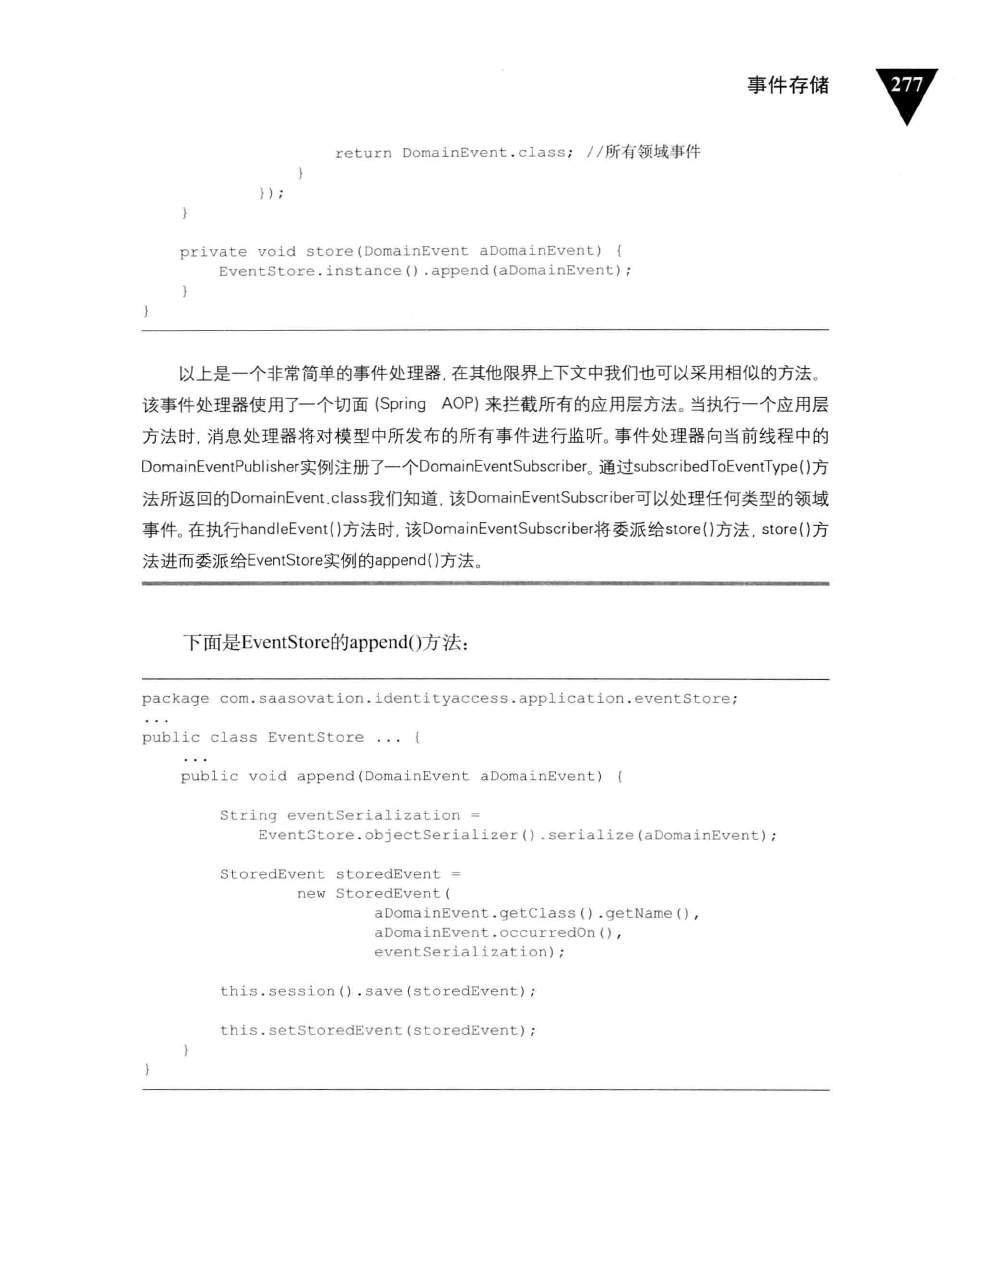 事件存储
277
return DomainEvent.class; //所有领域事件
}
});
}
private void store(DomainEvent aDomainEvent) {
EventStore.instance().append(aDomainEvent);
}
}
以上是一个非常简单的事件处理器，在其他限界上下文中我们也可以采用相似的方法。
该事件处理器使用了一个切面 (Spring AOP) 来拦截所有的应用层方法。当执行一个应用层
方法时，消息处理器将对模型中所发布的所有事件进行监听。事件处理器向当前线程中的
DomainEventPublisher实例注册了一个DomainEventSubscriber。通过subscribedToEventType()方
法所返回的DomainEvent.class我们知道，该DomainEventSubscriber可以处理任何类型的领域
事件。在执行handleEvent()方法时，该DomainEventSubscriber将委派给store()方法，store()方
法进而委派给EventStore实例的append()方法。
下面是EventStore的append()方法：
package com.saasovation.identityaccess.application.eventStore;
...
public class EventStore ... {
...
public void append(DomainEvent aDomainEvent) {
String eventSerialization =
EventStore.objectSerializer().serialize(aDomainEvent);
StoredEvent storedEvent =
new StoredEvent(
aDomainEvent.getClass().getName(),
aDomainEvent.occurredOn(),
eventSerialization);
this.session().save(storedEvent);
this.setStoredEvent(storedEvent);
}
}